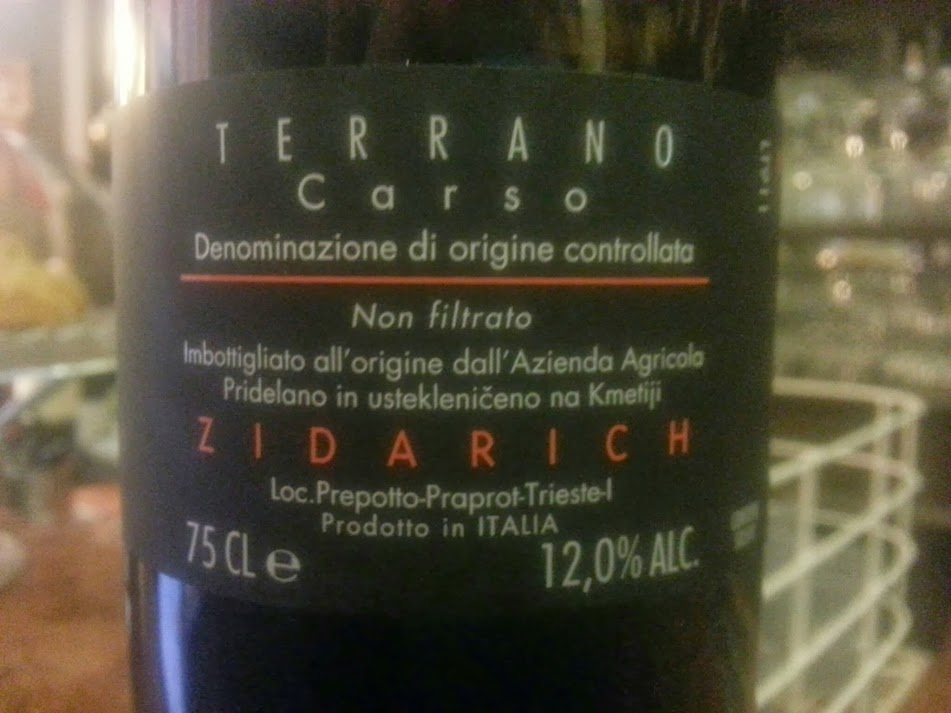 TERRANO
Carso
Denominazione di origine controllata
Non filtrato
Imbottigliato all'origine dall'Azienda Agricola
Pridelano in ustekleničeno na Kmetiji
ZIDARICH
Loc.Prepotto-Praprot-Trieste-I
Prodotto in ITALIA
75 CL e
12,0% ALC.